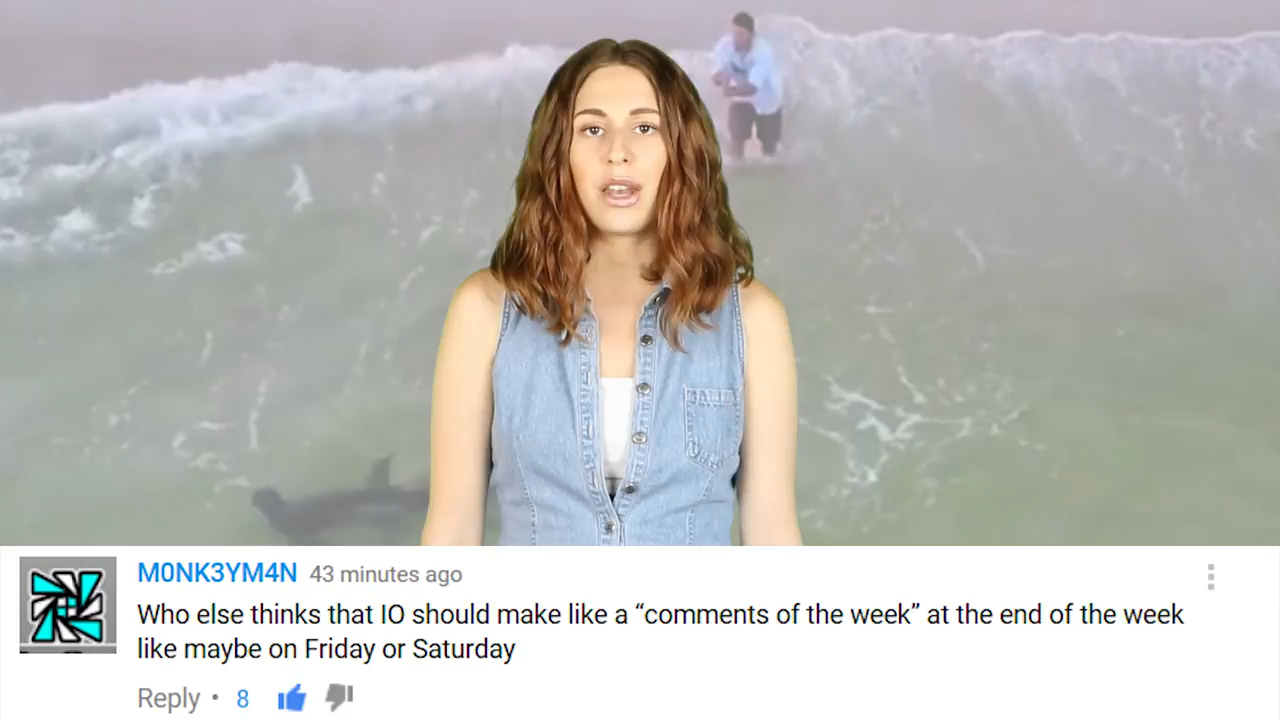 M0NK3YM4N 43 minutes ago
Who else thinks that IO should make like a “comments of the week” at the end of the week
like maybe on Friday or Saturday
Reply • 8